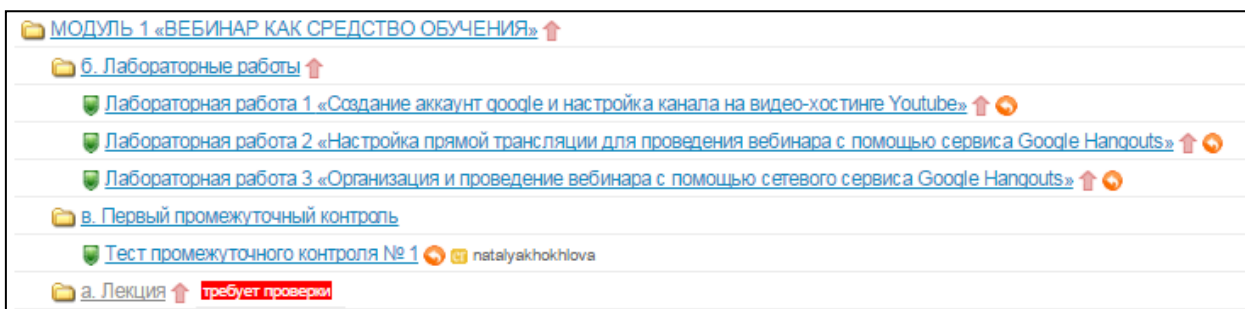 МОДУЛЬ 1 «ВЕБИНАР КАК СРЕДСТВО ОБУЧЕНИЯ»
б. Лабораторные работы
Лабораторная работа 1 «Создание аккаунт google и настройка канала на видео-хостинге Youtube»
Лабораторная работа 2 «Настройка прямой трансляции для проведения вебинара с помощью сервиса Google Hangouts»
Лабораторная работа 3 «Организация и проведение вебинара с помощью сетевого сервиса Google Hangouts»
в. Первый промежуточный контроль
Тест промежуточного контроля № 1 ст natalyakhokhlova
а. Лекция требует проверки